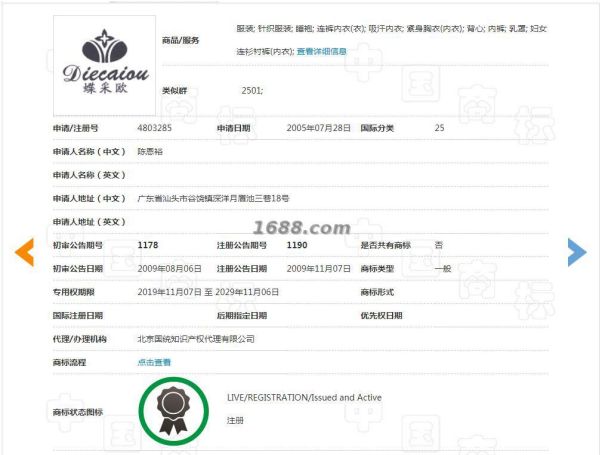 商品/服务
服装; 针织服装; 睡袍; 连裤内衣(衣); 吸汗内衣; 紧身胸衣(内衣); 背心; 内裤; 乳罩; 妇女
连衫衬裤(内衣); 查看详细信息
Diecaiou
蝶采欧
类似群 2501;
申请/注册号 4803285 申请日期 2005年07月28日 国际分类 25
申请人名称（中文） 陈恩裕
申请人名称（英文）
申请人地址（中文） 广东省汕头市谷饶镇深洋月眉池三巷18号
申请人地址（英文）
1688.com
初审公告期号 1178 注册公告期号 1190 是否共有商标 否
初审公告日期 2009年08月06日 注册公告日期 2009年11月07日 商标类型 一般
专用权期限 2019年11月07日 至 2029年11月06日 商标形式
国际注册日期 后期指定日期 优先权日期
代理/办理机构 北京国统知识产权代理有限公司
商标流程 点击查看
商标状态图标
LIVE/REGISTRATION/Issued and Active
注册